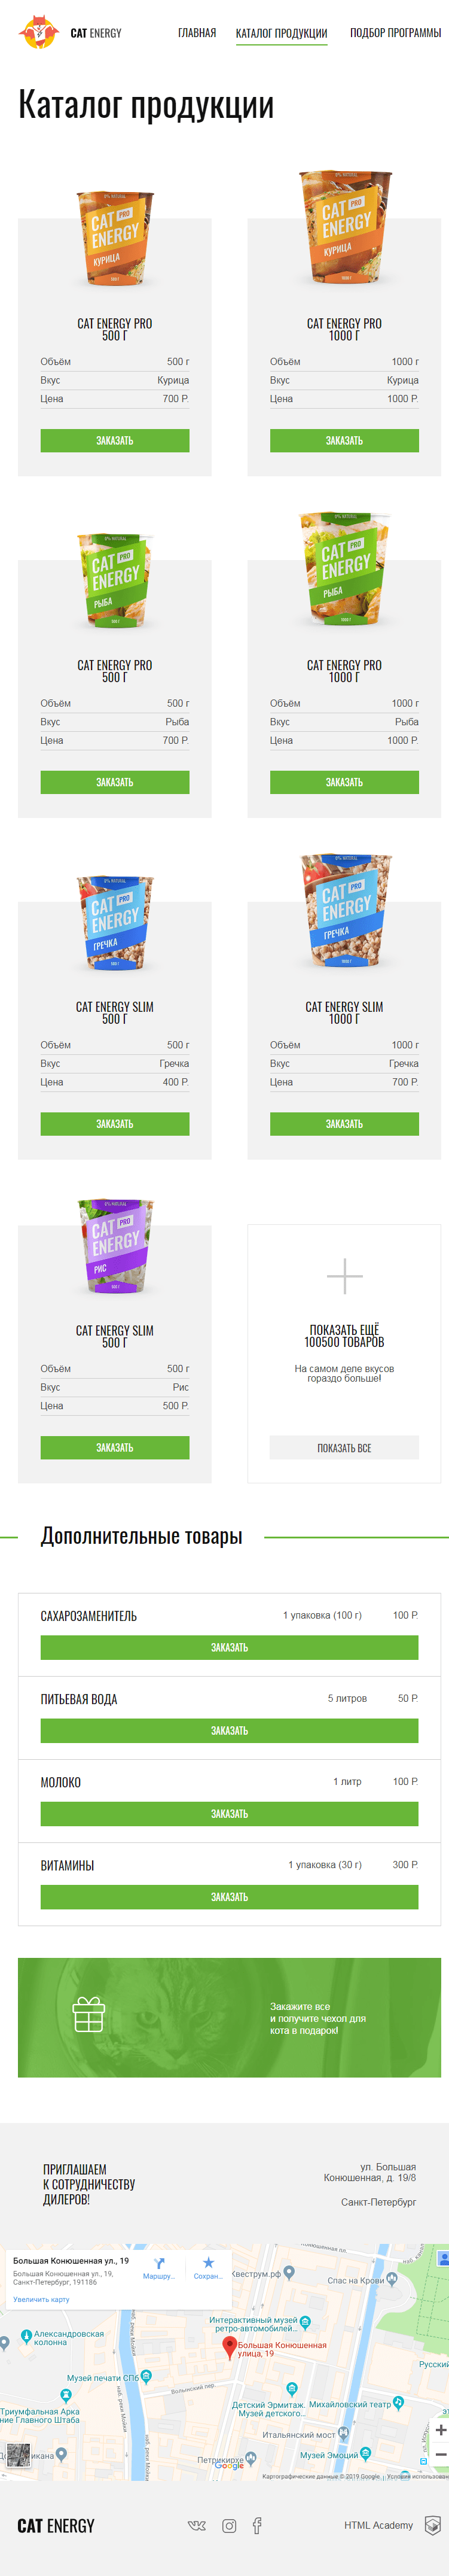 CAT ENERGY
ГЛАВНАЯ
КАТАЛОГ ПРОДУКЦИИ
ПОДБОР ПРОГРАММЫ
Каталог продукции
CAT PRO
ENERGY
КУРИЦА
CAT ENERGY PRO
500 Г
Объём 500 г
Вкус Курица
Цена 700 Р.
ЗАКАЗАТЬ
CAT PRO
ENERGY
КУРИЦА
1000 Г
CAT ENERGY PRO
1000 Г
Объём 1000 г
Вкус Курица
Цена 1000 Р.
ЗАКАЗАТЬ
CAT PRO
ENERGY
РЫБА
CAT ENERGY PRO
500 Г
Объём 500 г
Вкус Рыба
Цена 700 Р.
ЗАКАЗАТЬ
CAT PRO
ENERGY
РЫБА
CAT ENERGY PRO
1000 Г
Объём 1000 г
Вкус Рыба
Цена 1000 Р.
ЗАКАЗАТЬ
CAT PRO
ENERGY
ГРЕЧКА
CAT ENERGY SLIM
500 Г
Объём 500 г
Вкус Гречка
Цена 400 Р.
ЗАКАЗАТЬ
CAT PRO
ENERGY
ГРЕЧКА
CAT ENERGY SLIM
1000 Г
Объём 1000 г
Вкус Гречка
Цена 700 Р.
ЗАКАЗАТЬ
CAT PRO
ENERGY
РИС
CAT ENERGY SLIM
500 Г
Объём 500 г
Вкус Рис
Цена 500 Р.
ЗАКАЗАТЬ
ПОКАЗАТЬ ЕЩЁ
100500 ТОВАРОВ
На самом деле вкусов
гораздо больше!
ПОКАЗАТЬ ВСЕ
Дополнительные товары
САХАРОЗАМЕНИТЕЛЬ 1 упаковка (100 г) 100 Р.
ЗАКАЗАТЬ
ПИТЬЕВАЯ ВОДА 5 литров 50 Р.
ЗАКАЗАТЬ
МОЛОКО 1 литр 100 Р.
ЗАКАЗАТЬ
ВИТАМИНЫ 1 упаковка (30 г) 300 Р.
ЗАКАЗАТЬ
Закажите все
и получите чехол для
кота в подарок!
ПРИГЛАШАЕМ
К СОТРУДНИЧЕСТВУ
ДИЛЕРОВ!
ул. Большая
Конюшенная, д. 19/8
Санкт-Петербург
Большая Конюшенная ул., 19
Большая Конюшенная ул., 19,
Санкт-Петербург, 191186
Маршру...
Сохран...
Увеличить карту
Квеструм.рф
Спас на Крови
Александровская
колонна
Интерактивный музей
ретро-автомобилей...
Большая Конюшенная
улица, 19
Русский
Музей печати СПб
Волынский пер.
наб. реки Мойки
Триумфальная Арка
ние Главного Штаба
Детский Эрмитаж.
Музей детского...
Михайловский театр
Итальянский мост
Петрикирхе
Музей Эмоций
Google
Картографические данные © 2019 Google
Условия использован
CAT ENERGY
HTML Academy